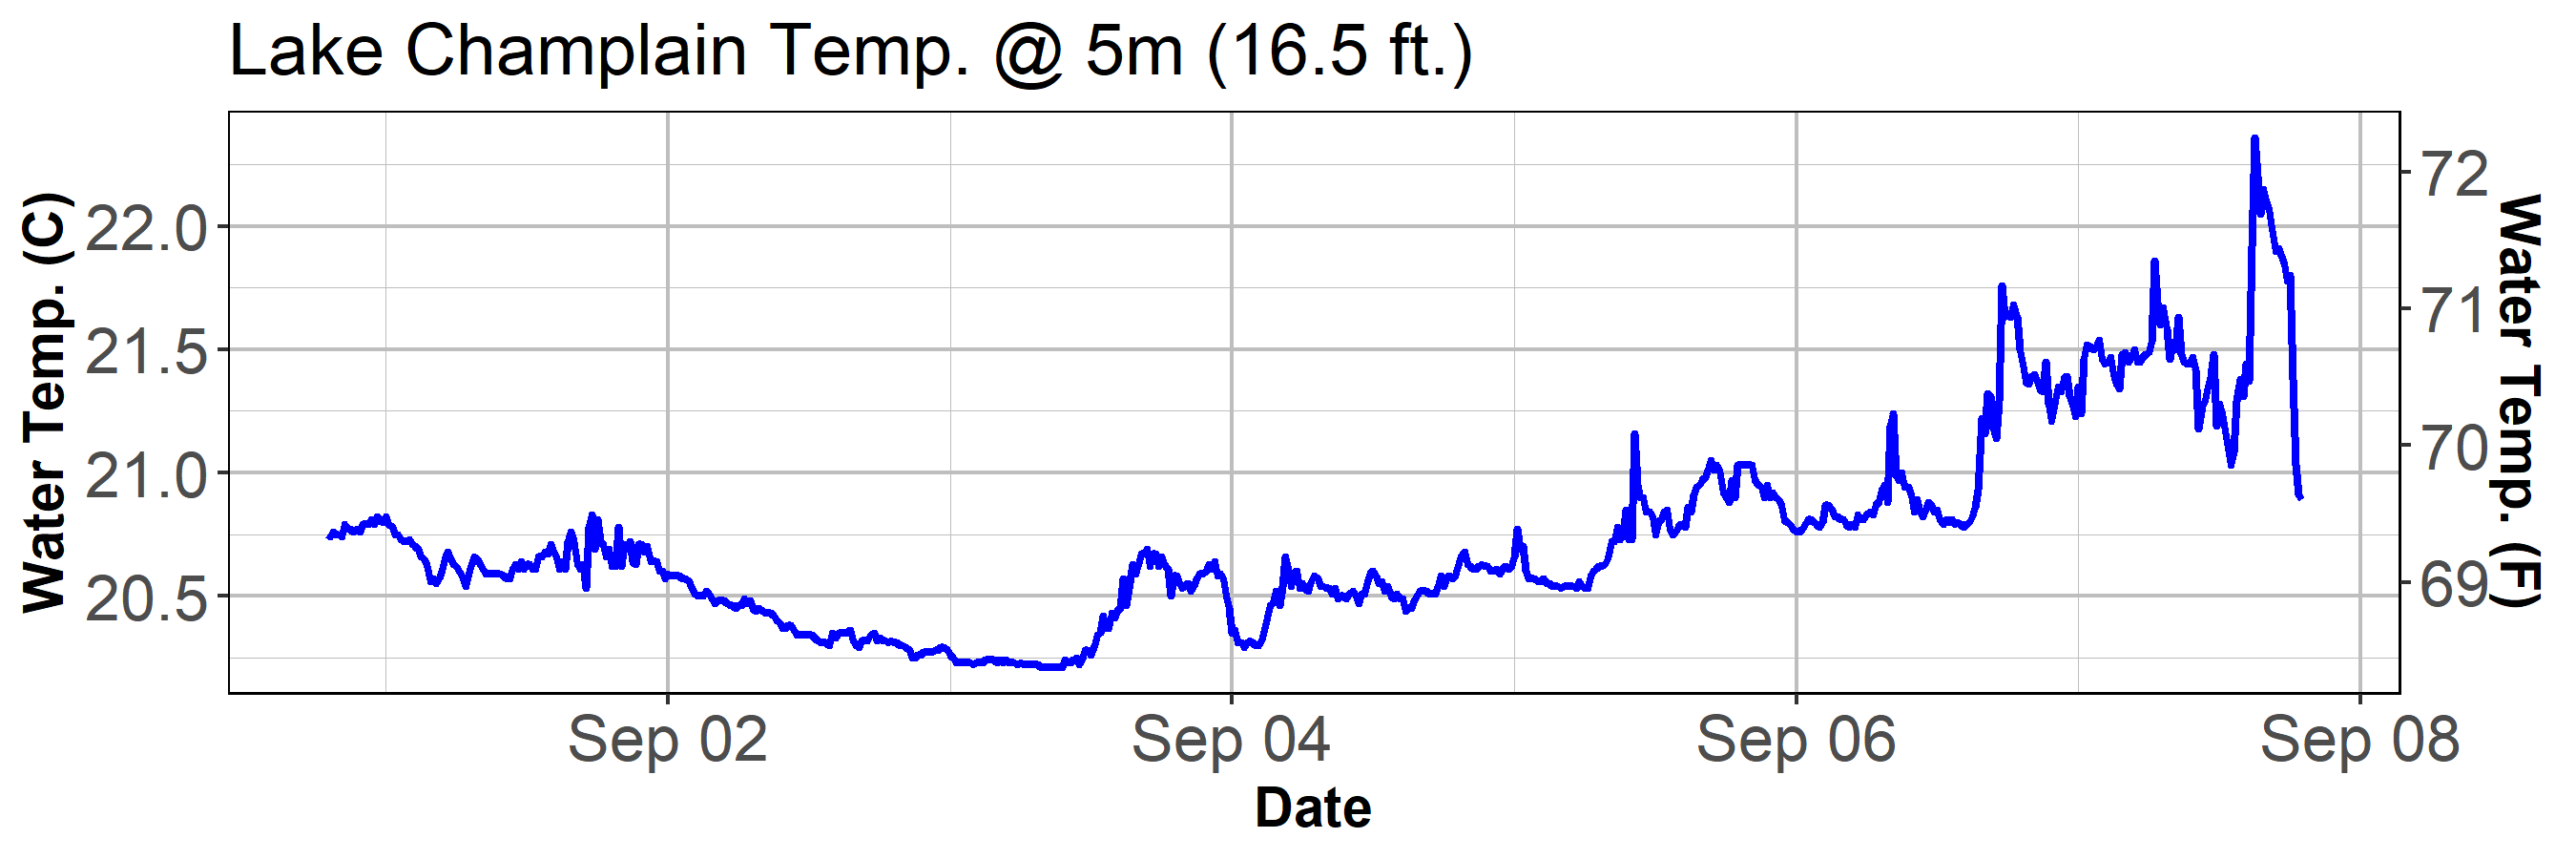 Lake Champlain Temp. @ 5m (16.5 ft.)
Water Temp. (C)
22.0
21.5
21.0
20.5
72
71
70
69
Water Temp. (F)
Sep 02 Sep 04 Sep 06 Sep 08
Date